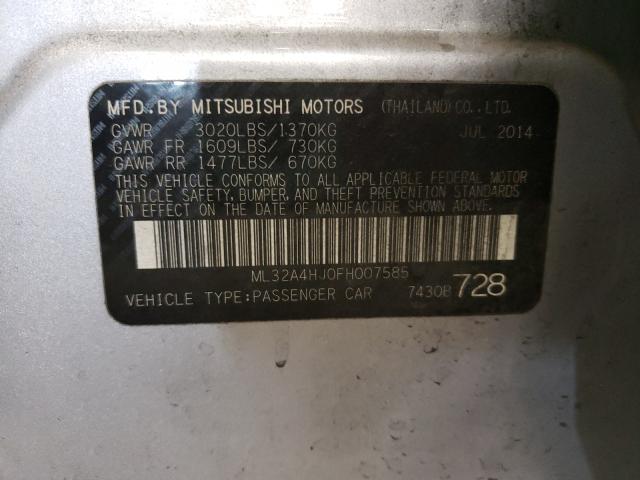 MFD. BY MITSUBISHI MOTORS (THAILAND) CO., LTD.
GVWR 3020LBS/1370KG JUL 2014
GAWR FR 1609LBS/ 730KG
GAWR RR 1477LBS/ 670KG
THIS VEHICLE CONFORMS TO ALL APPLICABLE FEDERAL MOTOR
VEHICLE SAFETY, BUMPER, AND THEFT PREVENTION STANDARDS
IN EFFECT ON THE DATE OF MANUFACTURE SHOWN ABOVE.
ML32A4HJ0FH007585
VEHICLE TYPE:PASSENGER CAR 7430B 728